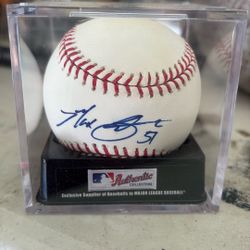 51
Authentic
COLLECTION
Exclusive Supplier of Baseballs to MAJOR LEAGUE BASEBALL